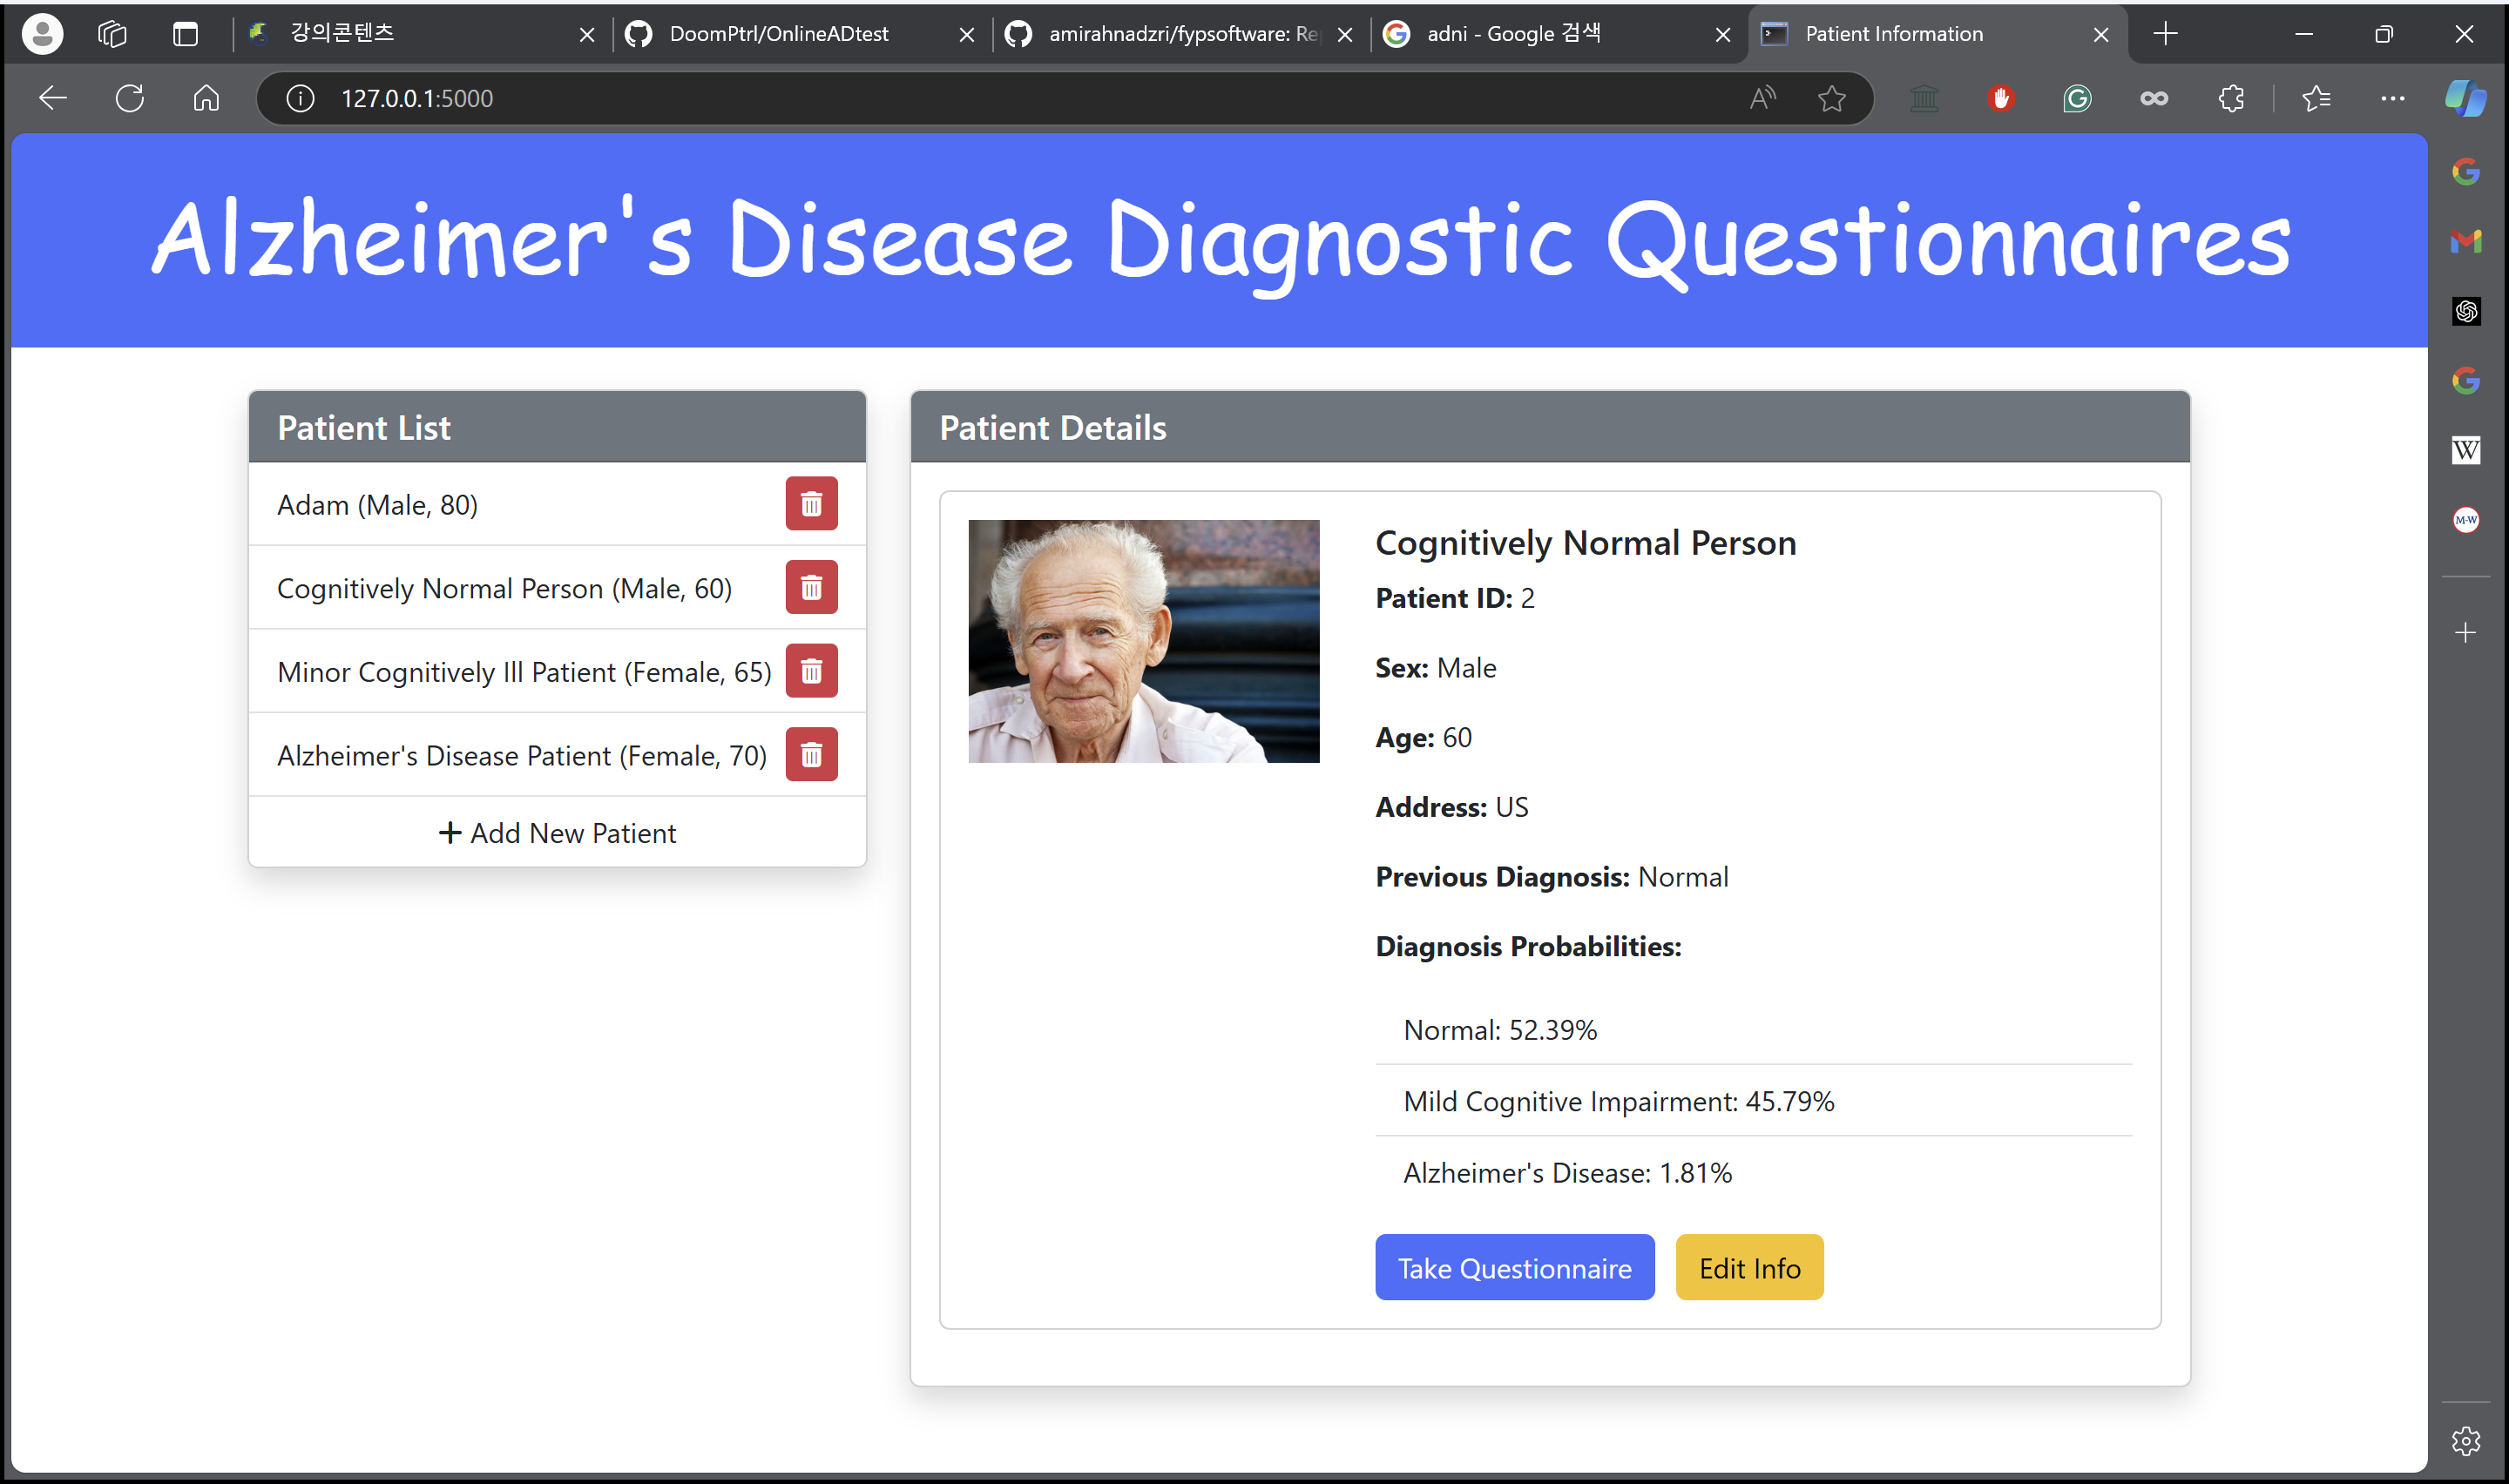 강의콘텐츠
DoomPtrl/OnlineADtest
amirahnadzri/fypsoftware: Re
adni - Google 검색
Patient Information
127.0.0.1:5000
Alzheimer's Disease Diagnostic Questionnaires
Patient List
Adam (Male, 80)
Cognitively Normal Person (Male, 60)
Minor Cognitively Ill Patient (Female, 65)
Alzheimer's Disease Patient (Female, 70)
+ Add New Patient
Patient Details
Cognitively Normal Person
Patient ID: 2
Sex: Male
Age: 60
Address: US
Previous Diagnosis: Normal
Diagnosis Probabilities:
Normal: 52.39%
Mild Cognitive Impairment: 45.79%
Alzheimer's Disease: 1.81%
Take Questionnaire
Edit Info
W
M-W